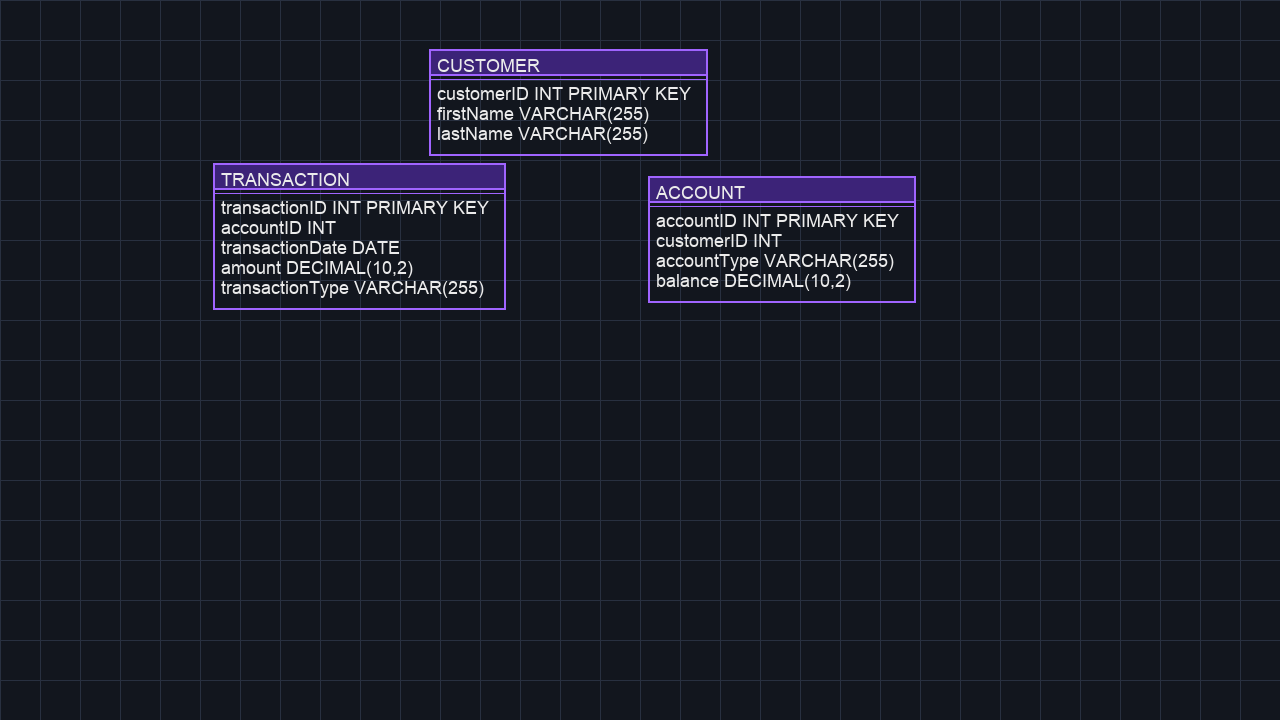 CUSTOMER
customerID INT PRIMARY KEY
firstName VARCHAR(255)
lastName VARCHAR(255)
TRANSACTION
transactionID INT PRIMARY KEY
accountID INT
transactionDate DATE
amount DECIMAL(10,2)
transactionType VARCHAR(255)
ACCOUNT
accountID INT PRIMARY KEY
customerID INT
accountType VARCHAR(255)
balance DECIMAL(10,2)